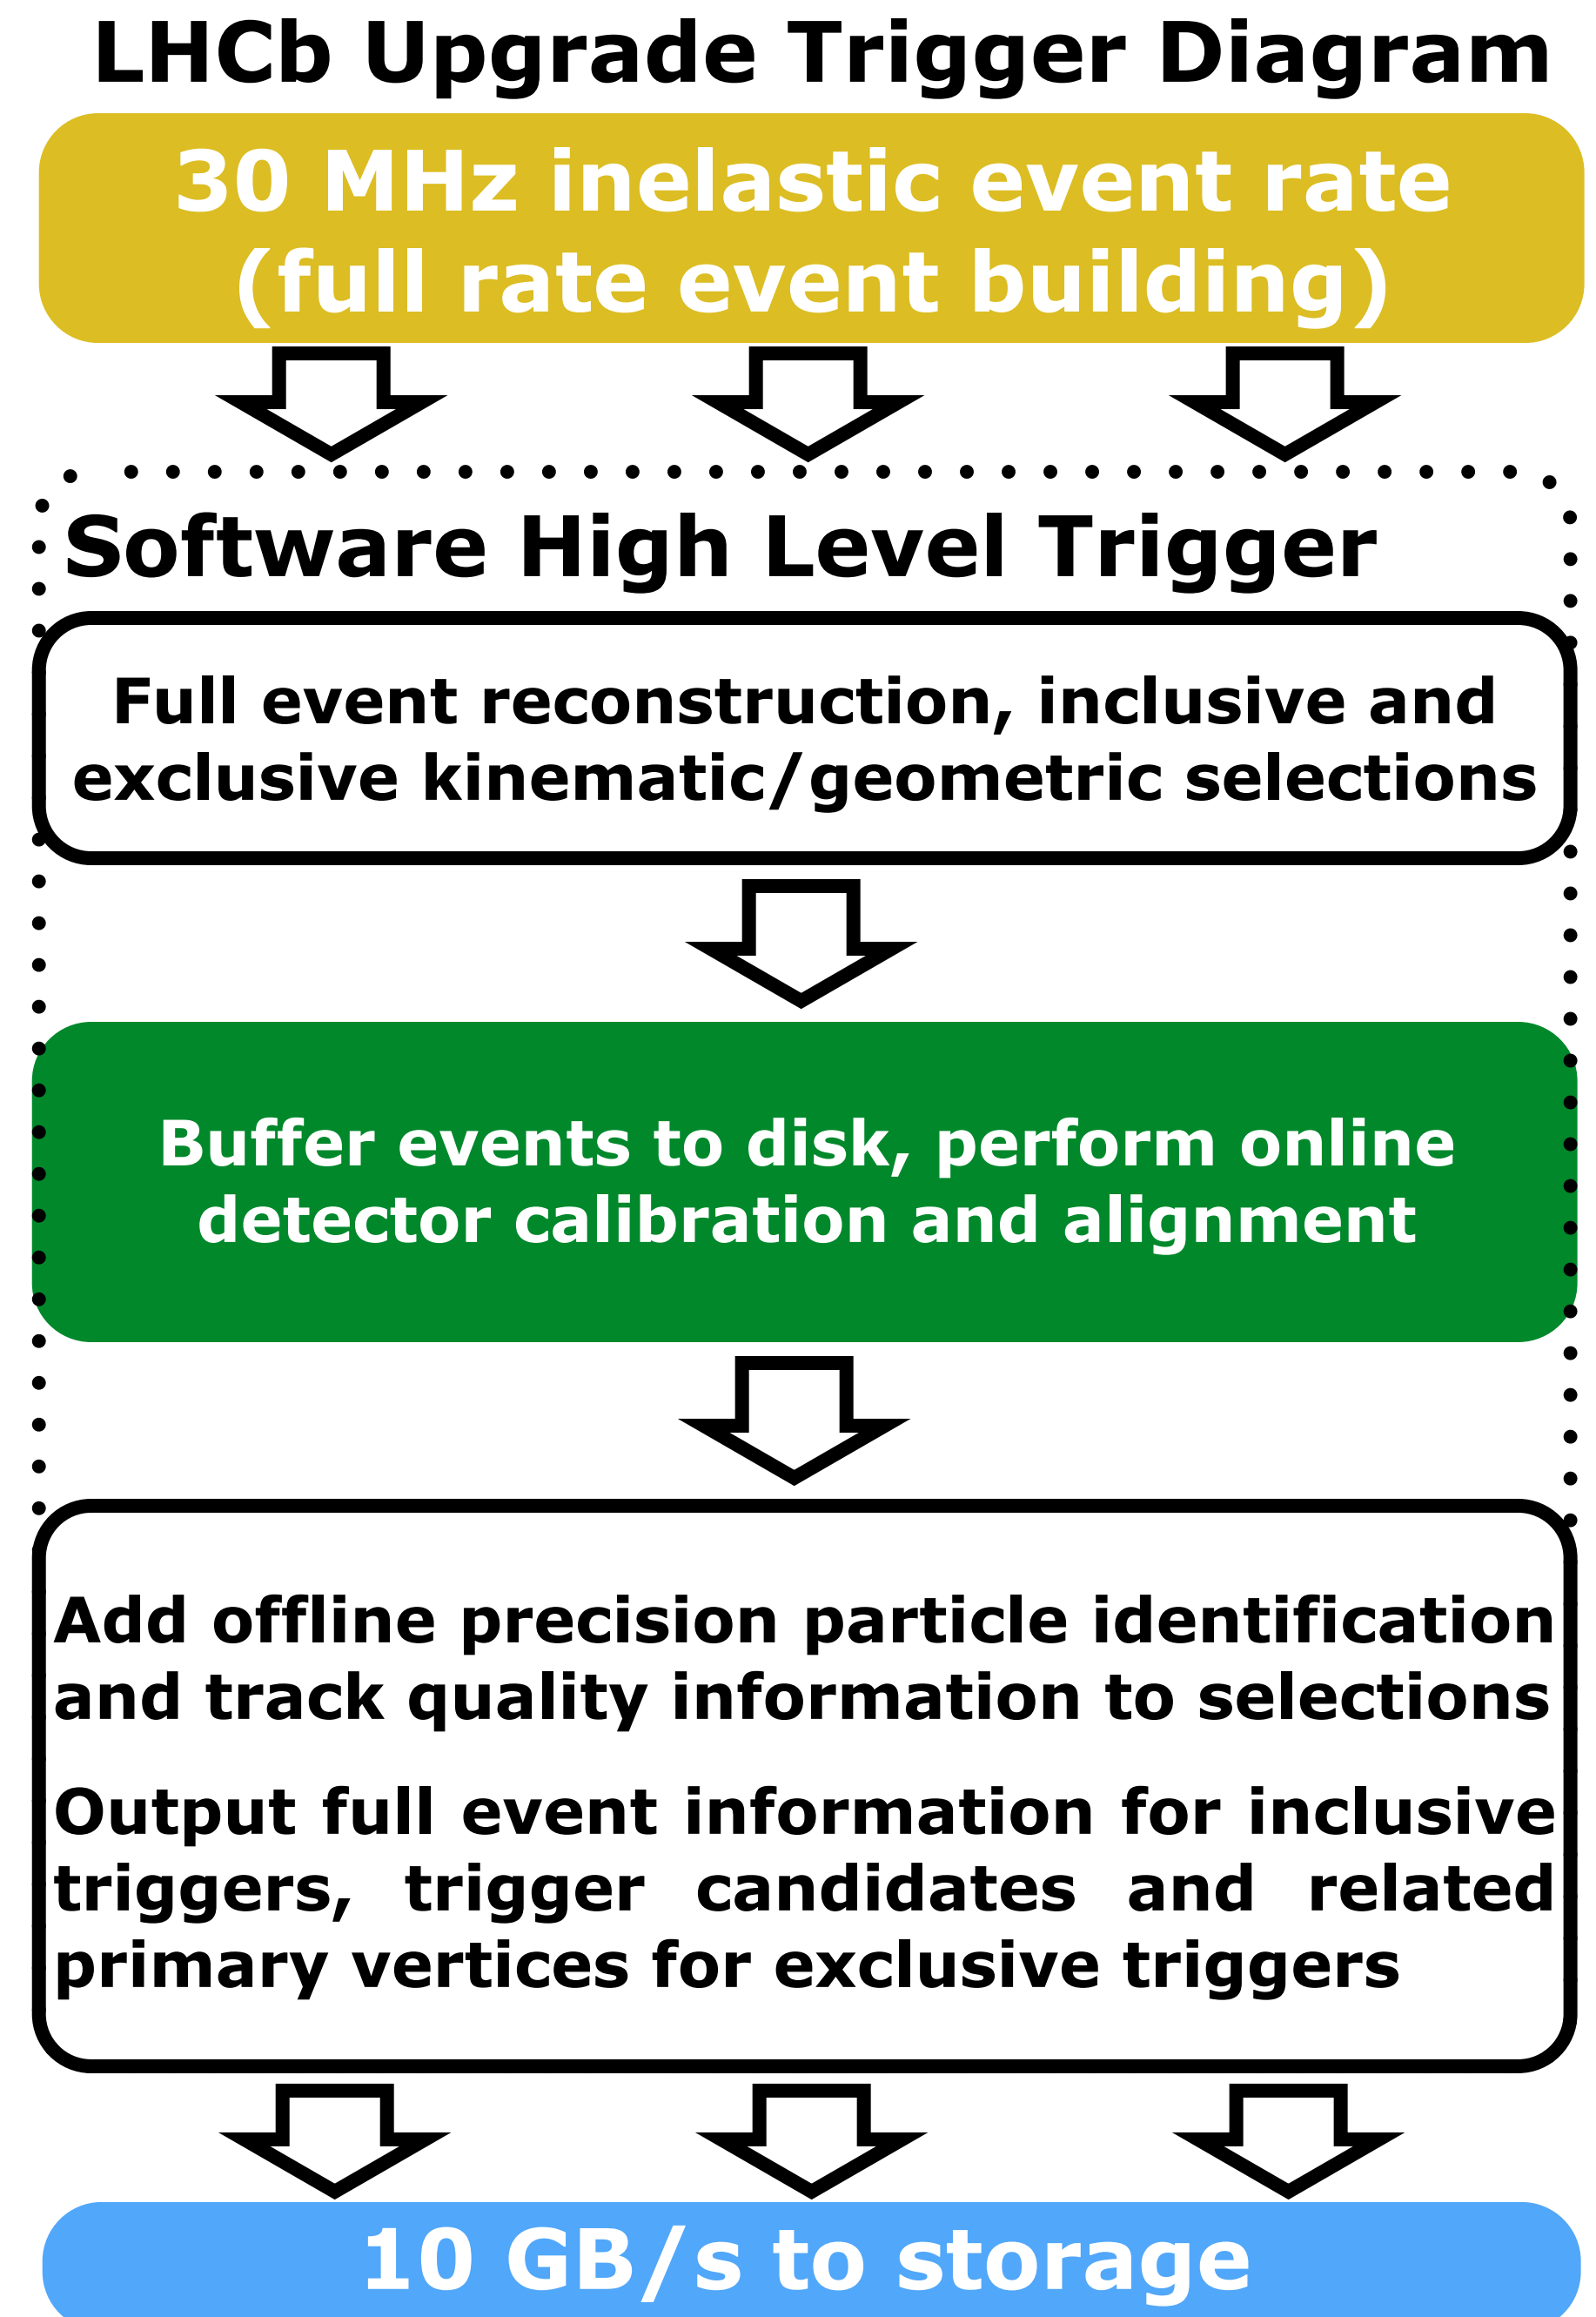 LHCb Upgrade Trigger Diagram
30 MHz inelastic event rate
(full rate event building)
Software High Level Trigger
Full event reconstruction, inclusive and
exclusive kinematic/geometric selections
Buffer events to disk, perform online
detector calibration and alignment
Add offline precision particle identification
and track quality information to selections
Output full event information for inclusive
triggers, trigger candidates and related
primary vertices for exclusive triggers
10 GB/s to storage